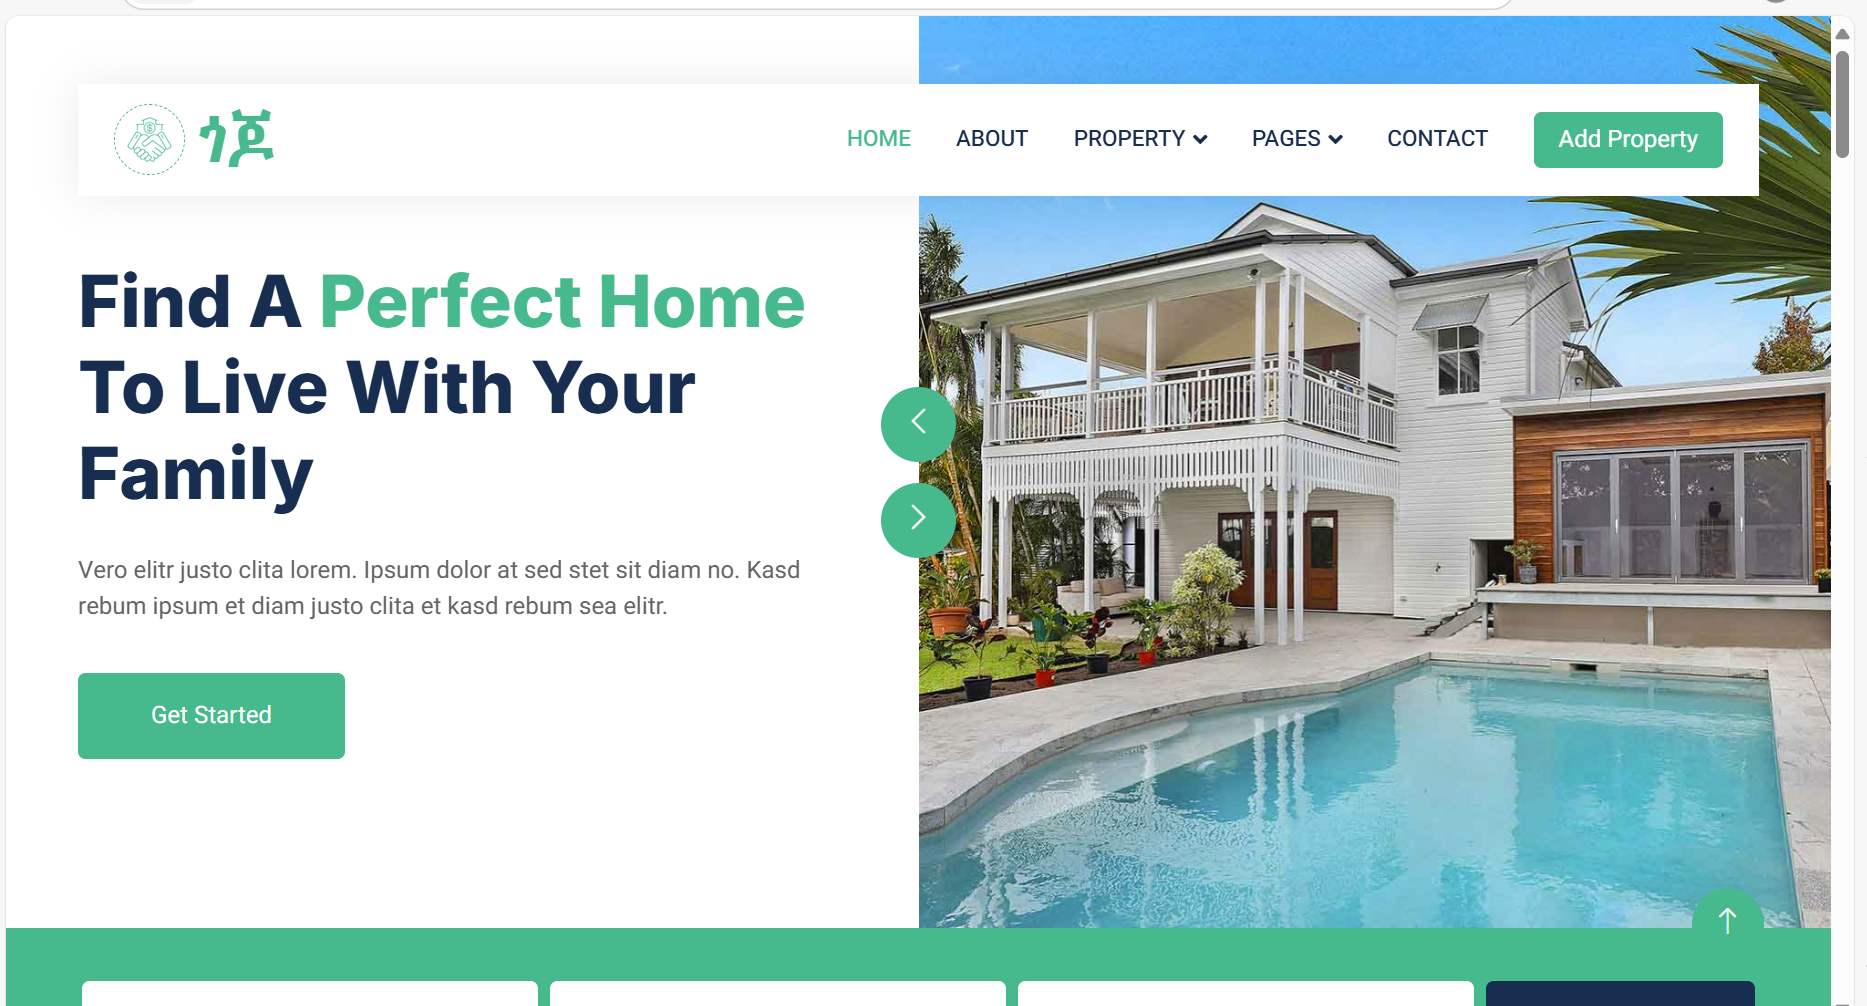 ጎጆ
HOME
ABOUT
PROPERTY
PAGES
CONTACT
Add Property
Find A Perfect Home
To Live With Your
Family
Vero elitr justo clita lorem. Ipsum dolor at sed stet sit diam no. Kasd
rebum ipsum et diam justo clita et kasd rebum sea elitr.
Get Started